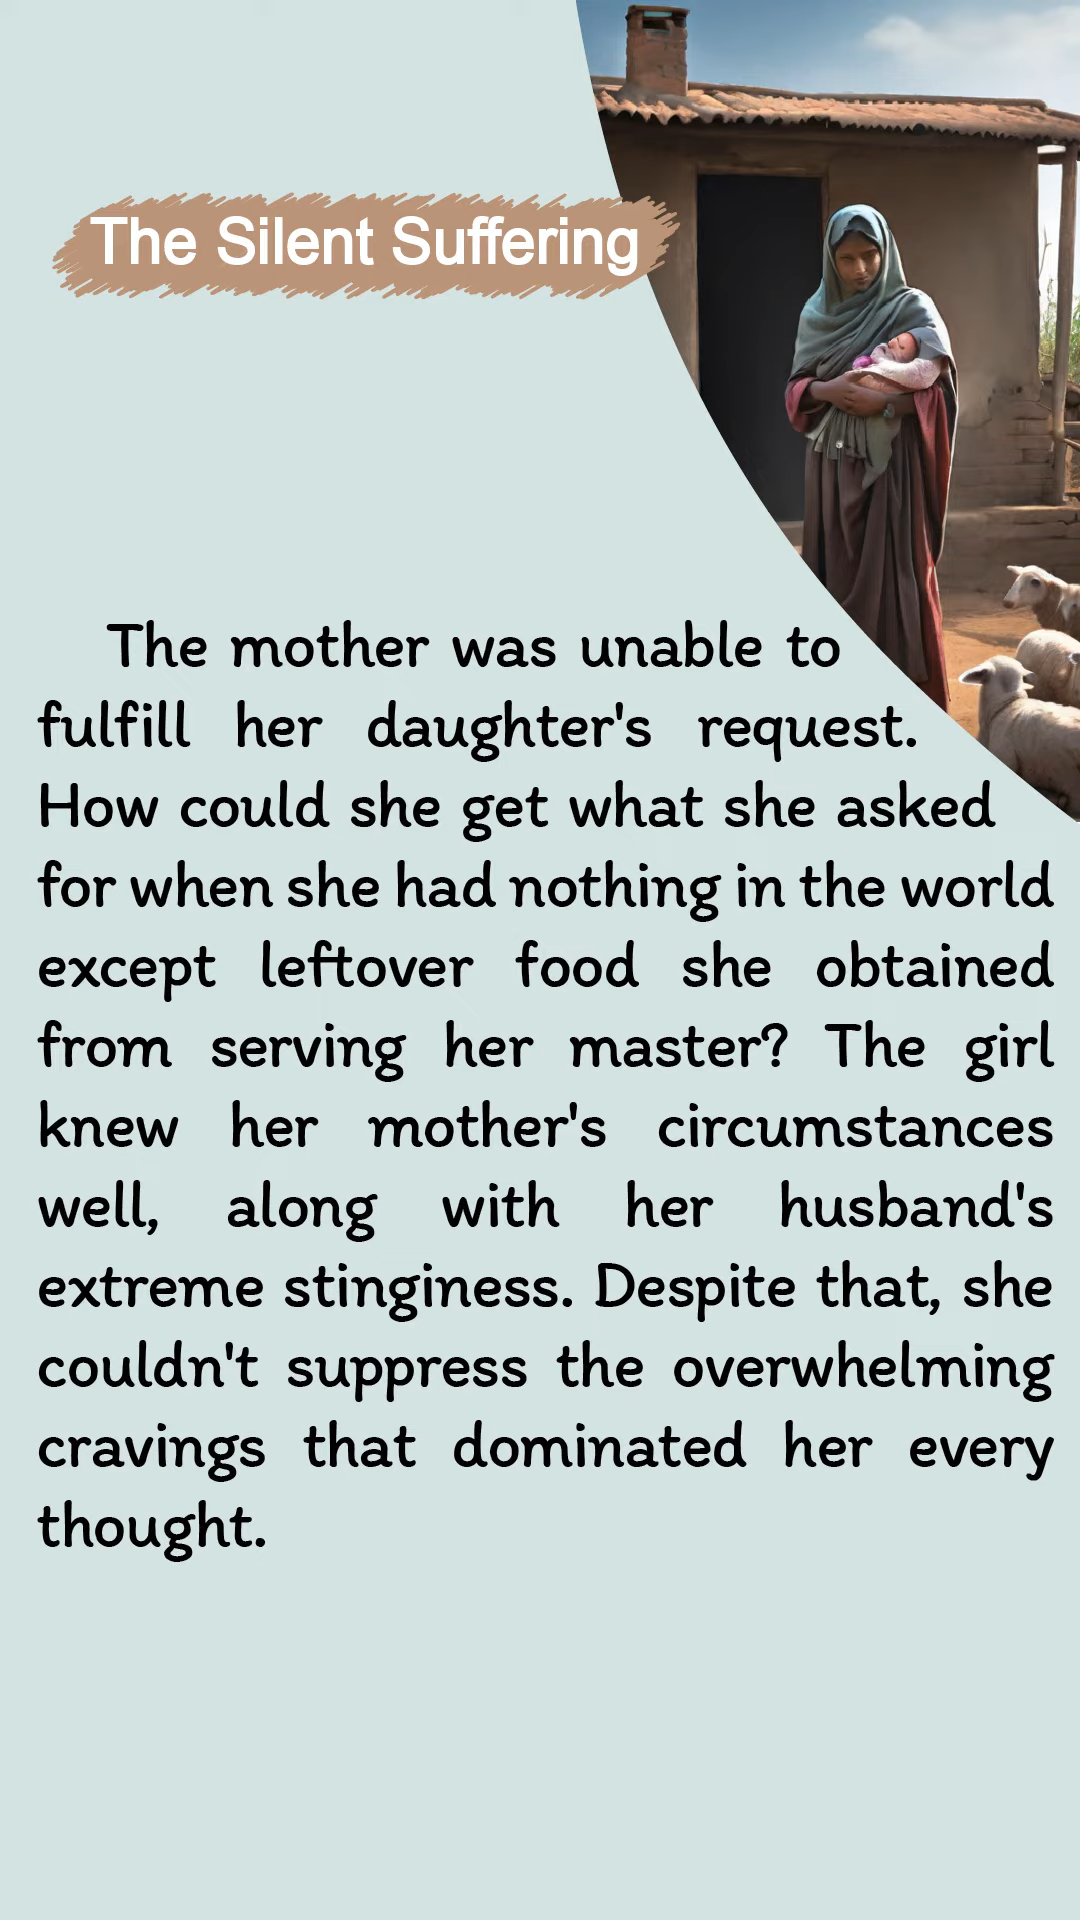 The Silent Suffering
The mother was unable to
fulfill her daughter's request.
How could she get what she asked
for when she had nothing in the world
except leftover food she obtained
from serving her master? The girl
knew her mother's circumstances
well, along with her husband's
extreme stinginess. Despite that, she
couldn't suppress the overwhelming
cravings that dominated her every
thought.